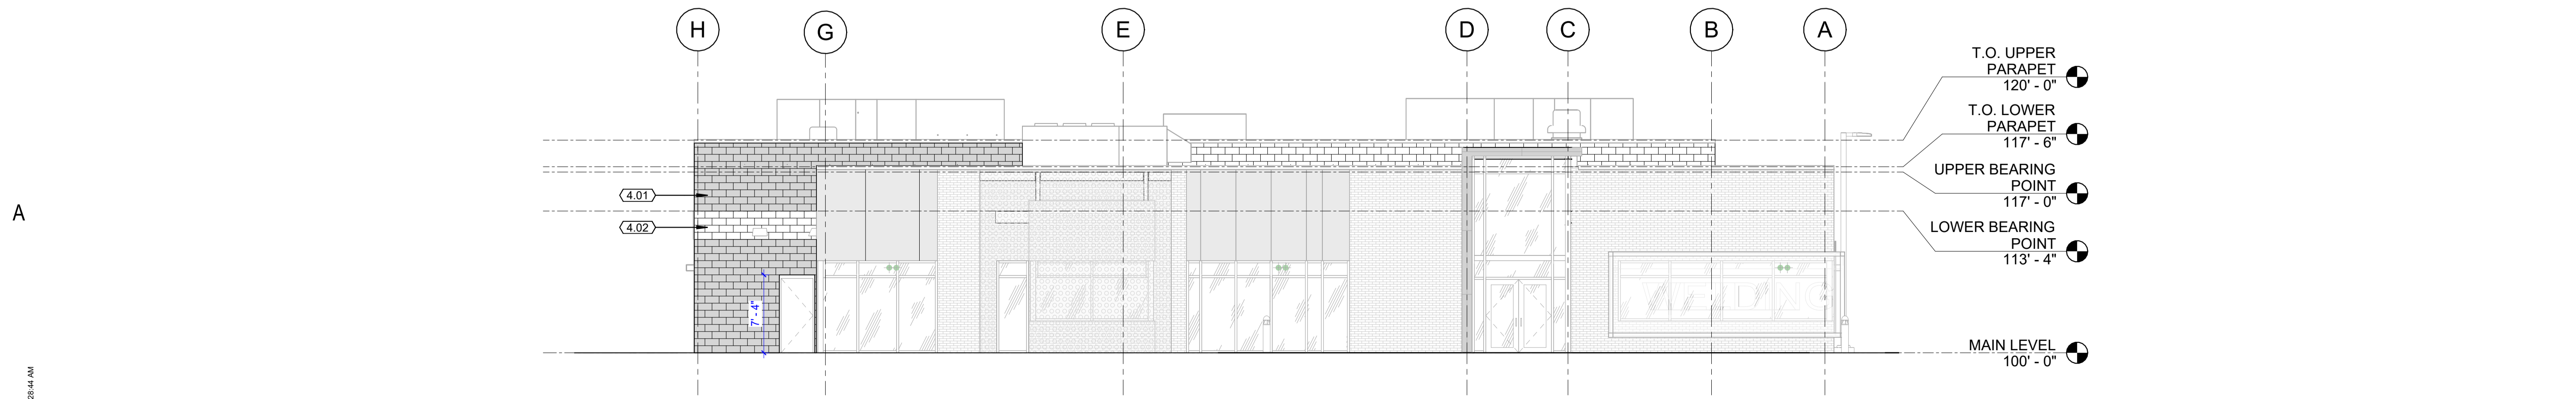 H
G
E
D
C
B
A
T.O. UPPER
PARAPET
120' - 0"
T.O. LOWER
PARAPET
117' - 6"
UPPER BEARING
POINT
117' - 0"
LOWER BEARING
POINT
113' - 4"
MAIN LEVEL
100' - 0"
4.01
4.02
7' - 4"
A
28:44 AM